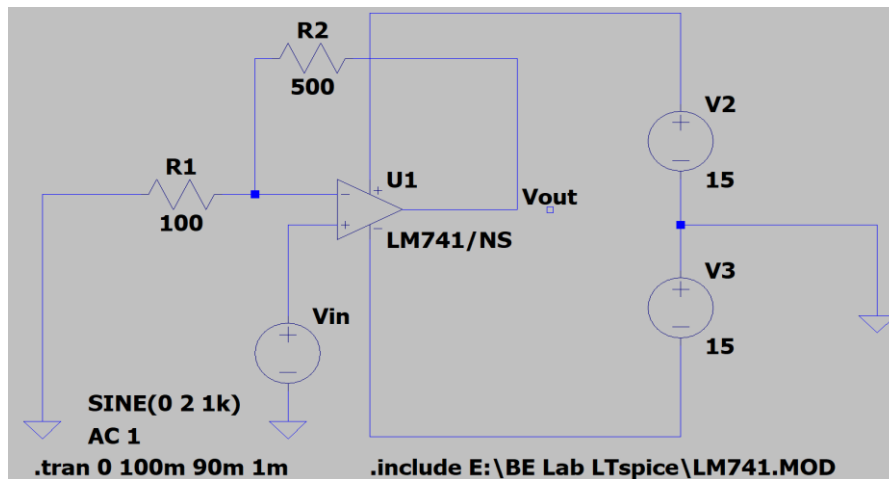 R2
500
V2
15
R1
100
U1
LM741/NS
Vout
V3
15
Vin
SINE(0 2 1k)
AC 1
.tran 0 100m 90m 1m
.include E:\BE Lab LTspice\LM741.MOD